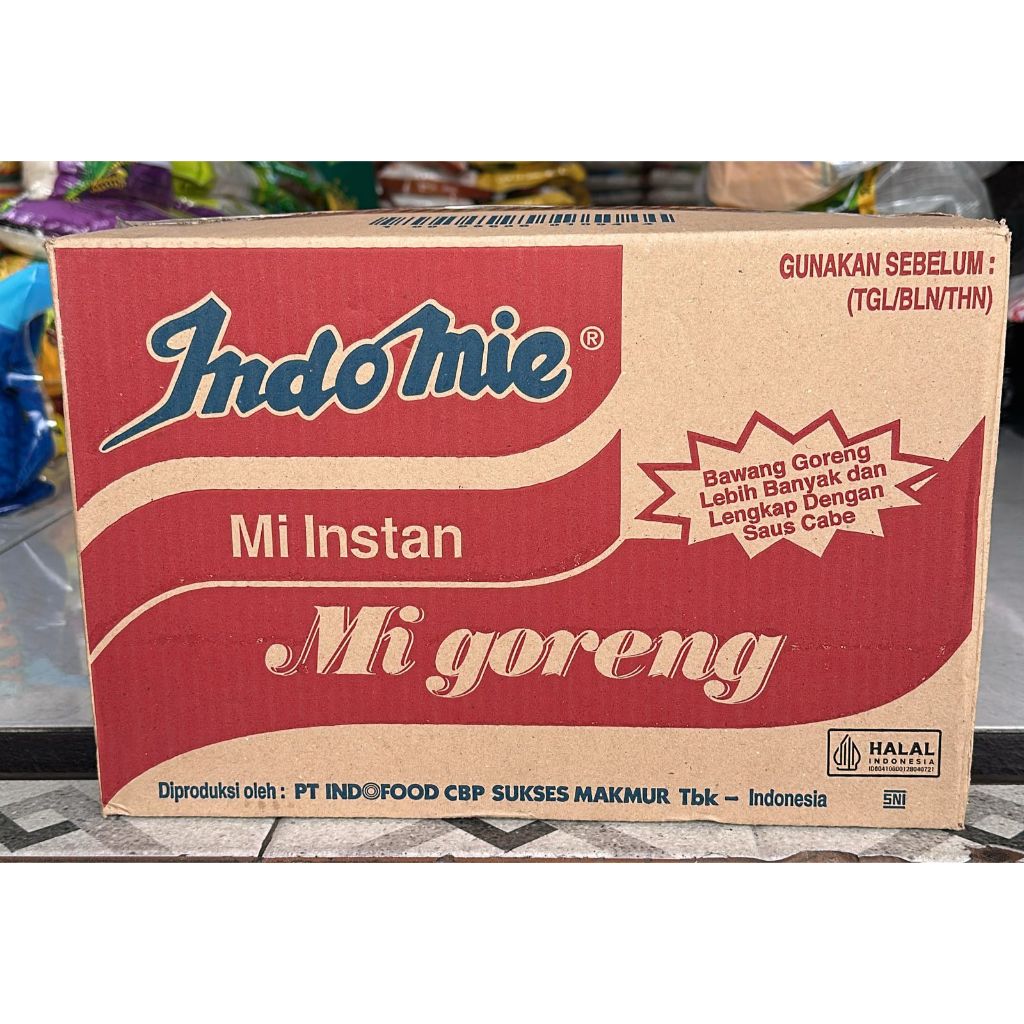 GUNAKAN SEBELUM :
(TGL/BLN/THN)
Indomie®
Bawang Goreng
Lebih Banyak dan
Lengkap Dengan
Saus Cabe
Mi Instan
Mi goreng
HALAL
INDONESIA
Diproduksi oleh : PT INDOFOOD CBP SUKSES MAKMUR Tbk – Indonesia
SNI